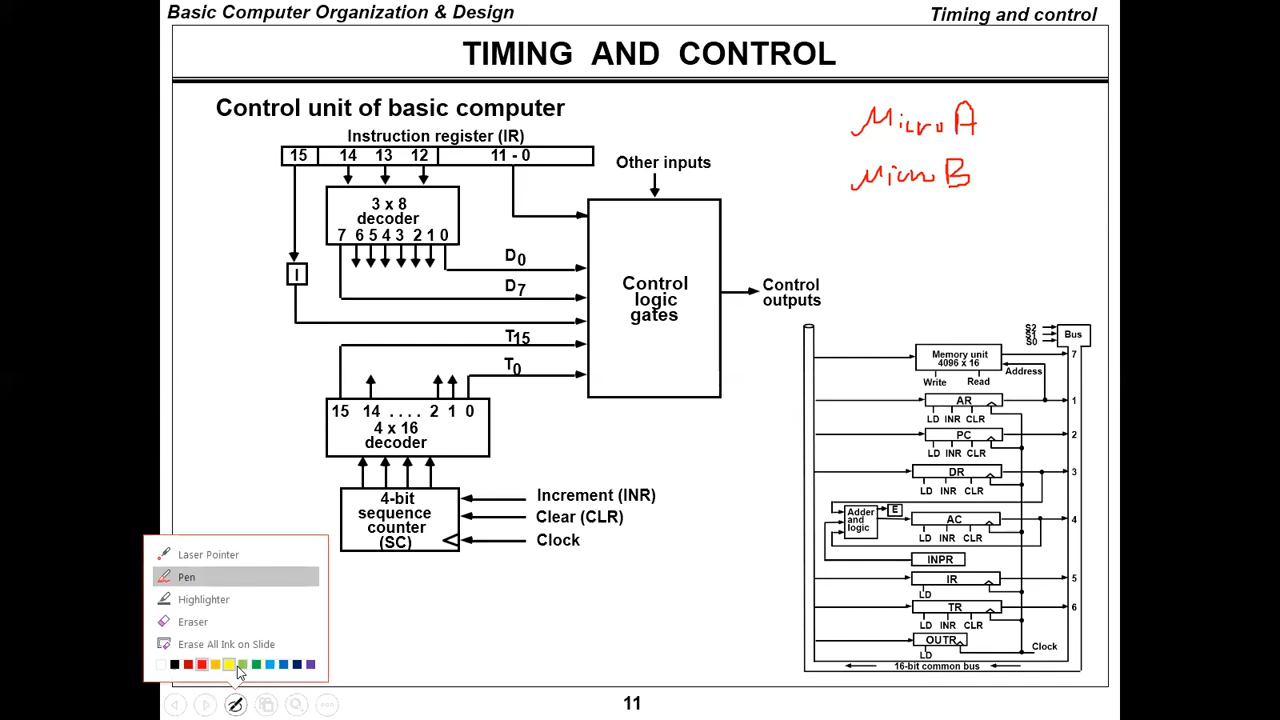 Basic Computer Organization & Design
Timing and control
TIMING AND CONTROL
Control unit of basic computer
Instruction register (IR)
15 14 13 12 11 - 0
Other inputs
3 x 8
decoder
7 6 5 4 3 2 1 0
I
D0
D7
T15
T0
Control
logic
gates
Control
outputs
15 14 . . . . 2 1 0
4 x 16
decoder
4-bit
sequence
counter
(SC)
Increment (INR)
Clear (CLR)
Clock
Micro A
Micro B
S2
S1
S0
Bus
Memory unit
4096 x 16
7
Address
Write Read
AR
1
LD INR CLR
PC
2
LD INR CLR
DR
3
LD INR CLR
Adder
and
logic
E
AC
4
LD INR CLR
INPR
IR
5
LD
TR
6
LD INR CLR
OUTR
LD
Clock
16-bit common bus
Laser Pointer
Pen
Highlighter
Eraser
Erase All Ink on Slide
11